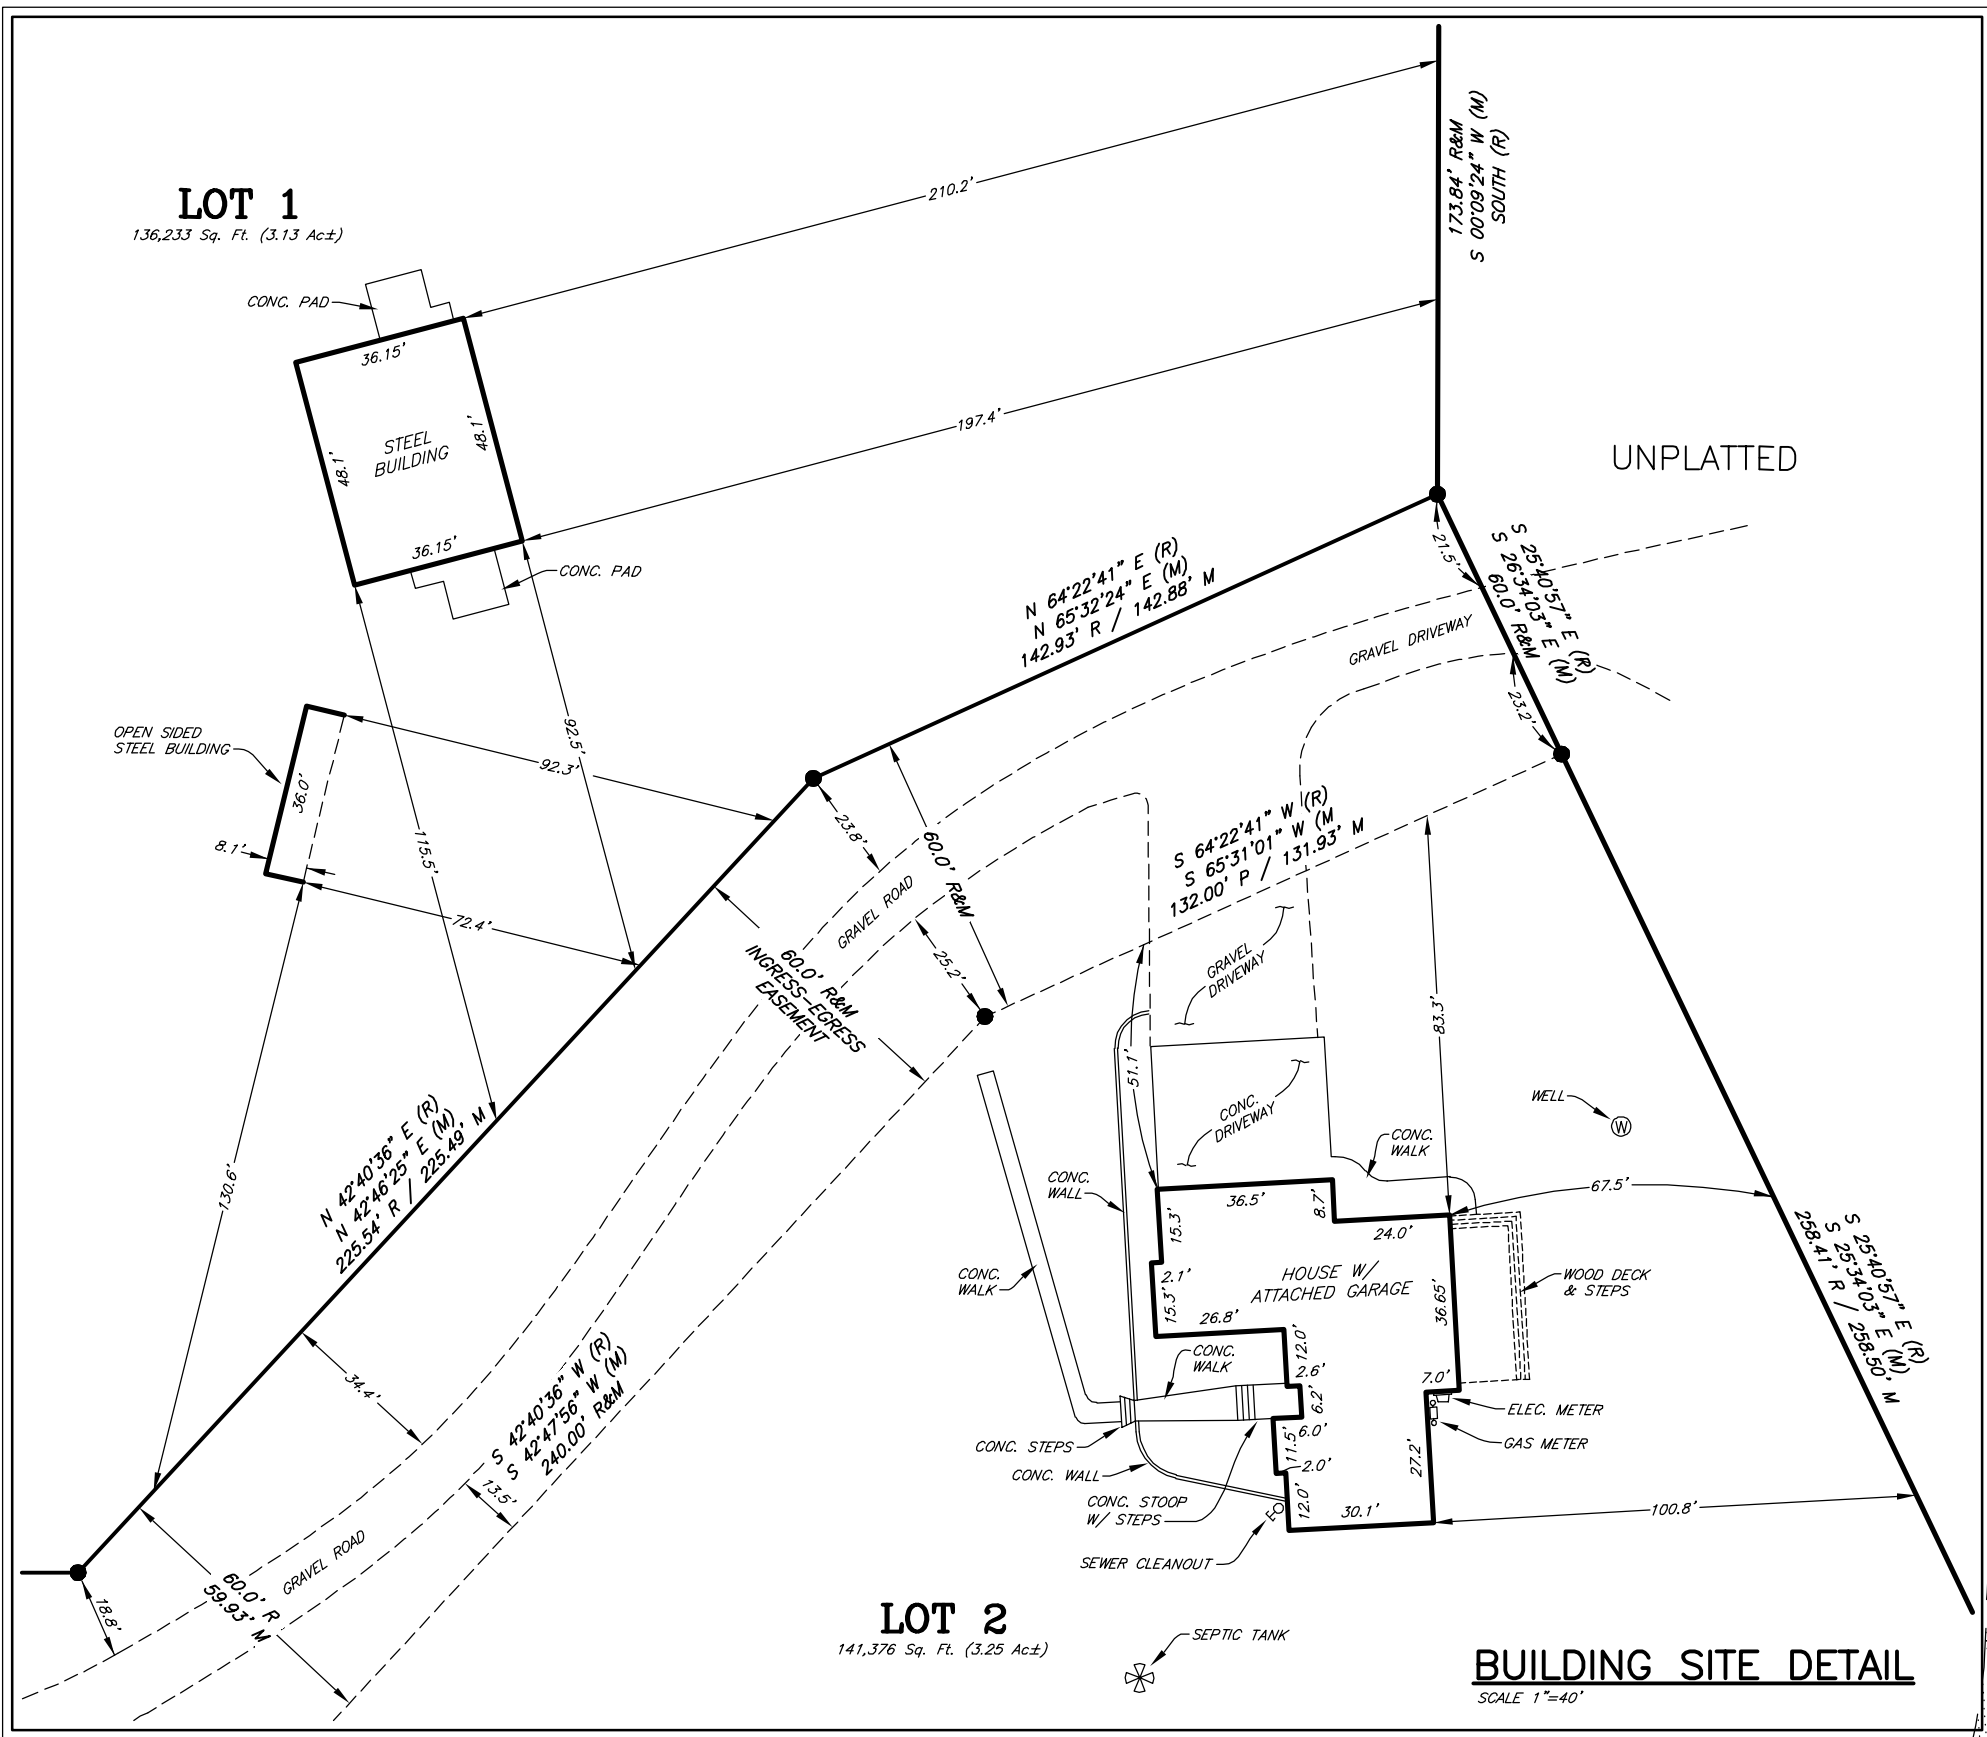 LOT 1
136,233 Sq. Ft. (3.13 Ac±)
CONC. PAD
36.15'
STEEL
BUILDING
48.1'
48.1'
36.15'
CONC. PAD
210.2'
197.4'
173.84' R&M
S 00°09'24" W (M)
SOUTH (R)
UNPLATTED
N 64°22'41" E (R)
N 65°32'24" E (M)
142.93' R / 142.88' M
21.5'
S 25°40'57" E (R)
S 26°34'03" E (M)
60.0' R&M
GRAVEL DRIVEWAY
23.2'
OPEN SIDED
STEEL BUILDING
36.0'
8.1'
92.3'
92.5'
115.5'
72.4'
130.6'
23.8'
60.0' R&M
GRAVEL ROAD
25.2'
60.0' R&M
INGRESS-EGRESS
EASEMENT
S 64°22'41" W (R)
S 65°31'01" W (M
132.00' P / 131.93' M
GRAVEL
DRIVEWAY
51.1'
83.3'
CONC.
DRIVEWAY
WELL
W
CONC.
WALK
CONC.
WALL
67.5'
N 42°40'36" E (R)
N 42°46'25" E (M)
225.54' R / 225.49' M
36.5'
8.7'
24.0'
15.3'
2.1'
15.3'
26.8'
HOUSE W/
ATTACHED GARAGE
36.65'
WOOD DECK
& STEPS
S 25°40'57" E (R)
S 25°34'03" E (M)
258.41' R / 258.50' M
CONC.
WALK
CONC.
WALK
12.0'
2.6'
6.2'
6.0'
11.5'
2.0'
12.0'
30.1'
7.0'
27.2'
ELEC. METER
GAS METER
CONC. STEPS
CONC. WALL
CONC. STOOP
W/ STEPS
SEWER CLEANOUT
100.8'
34.4'
S 42°40'36" W (R)
S 42°47'56" W (M)
240.00' R&M
13.5'
GRAVEL ROAD
60.0' R
59.93' M
18.8'
LOT 2
141,376 Sq. Ft. (3.25 Ac±)
SEPTIC TANK
BUILDING SITE DETAIL
SCALE 1"=40'